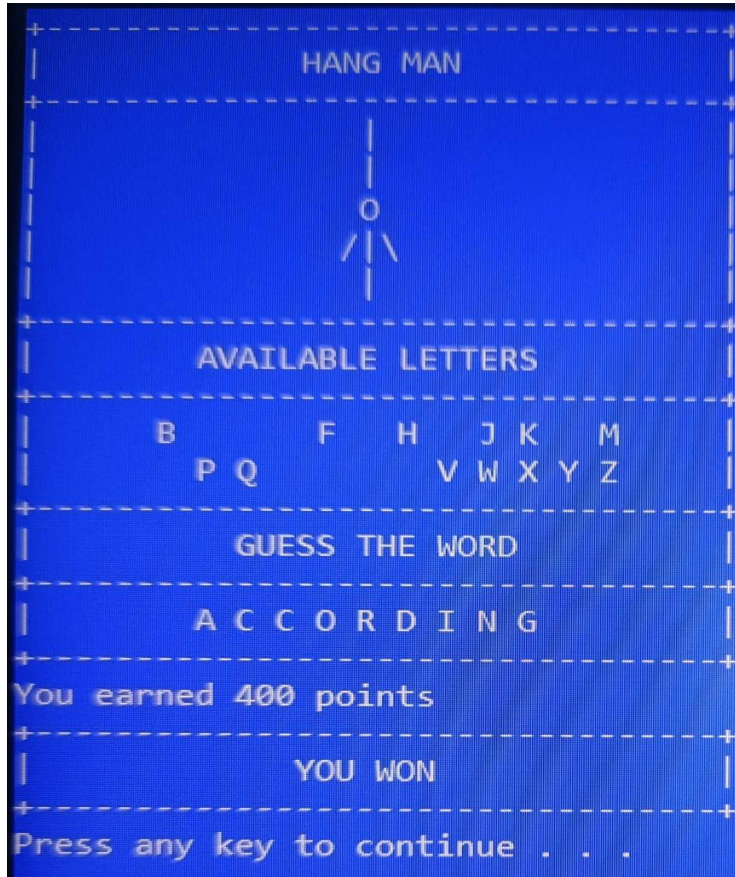 HANG MAN
O
AVAILABLE LETTERS
B F H J K M
P Q V W X Y Z
GUESS THE WORD
A C C O R D I N G
You earned 400 points
YOU WON
Press any key to continue . . .